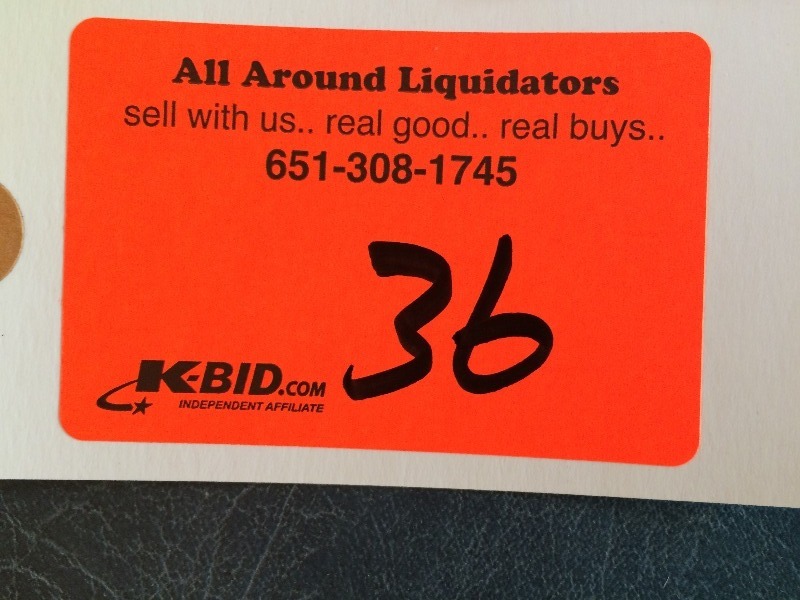 All Around Liquidators
sell with us.. real good.. real buys..
651-308-1745
36
K-BID.COM
INDEPENDENT AFFILIATE